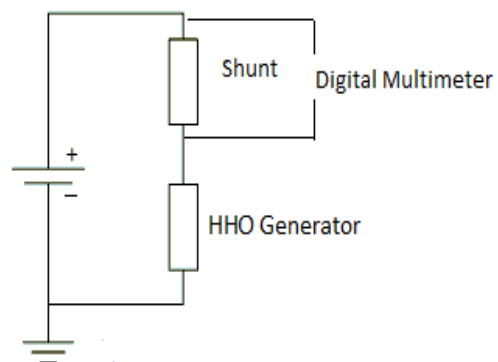 Shunt
Digital Multimeter
+
–
HHO Generator